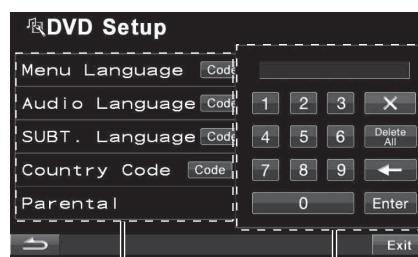 DVD Setup
Menu Language Code
Audio Language Code
SUBT. Language Code
Country Code Code
Parental
1 2 3
4 5 6 Delete All
7 8 9
0 Enter
Exit